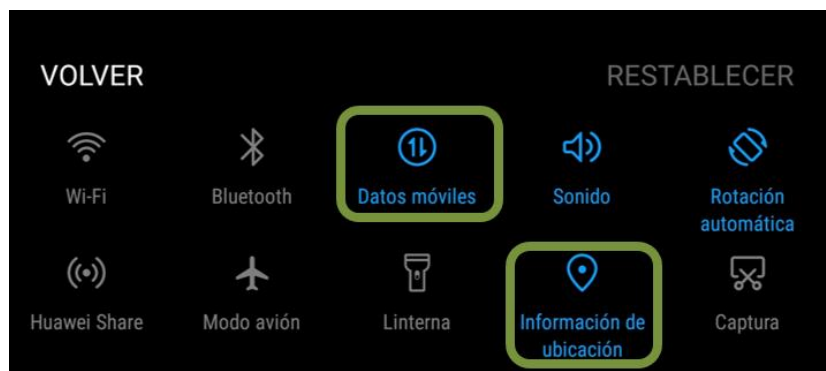 VOLVER RESTABLECER
Wi-Fi Bluetooth Datos móviles Sonido Rotación
automática
Huawei Share Modo avión Linterna Información de Captura
ubicación